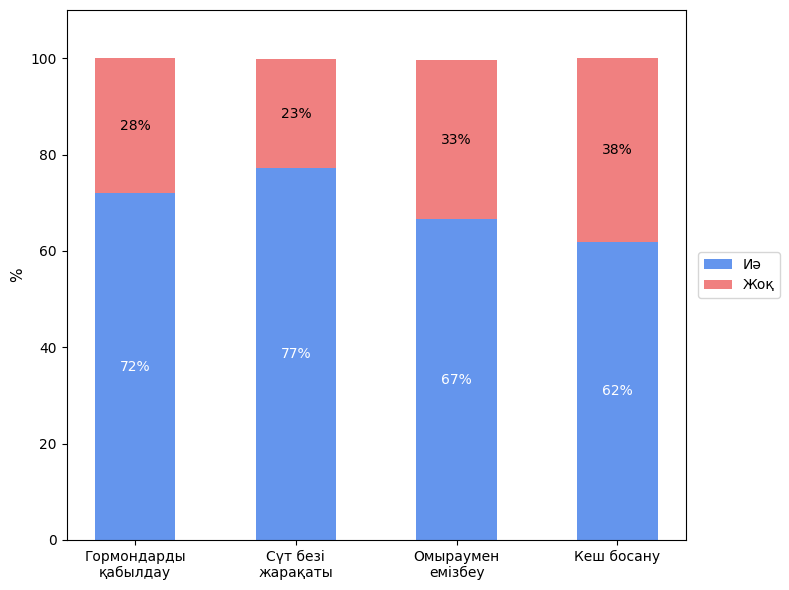 %
100
80
60
40
20
0
28%
23%
33%
38%
72%
77%
67%
62%
Гормондарды
қабылдау
Сүт безі
жарақаты
Омыраумен
емізбеу
Кеш босану
Иә
Жоқ